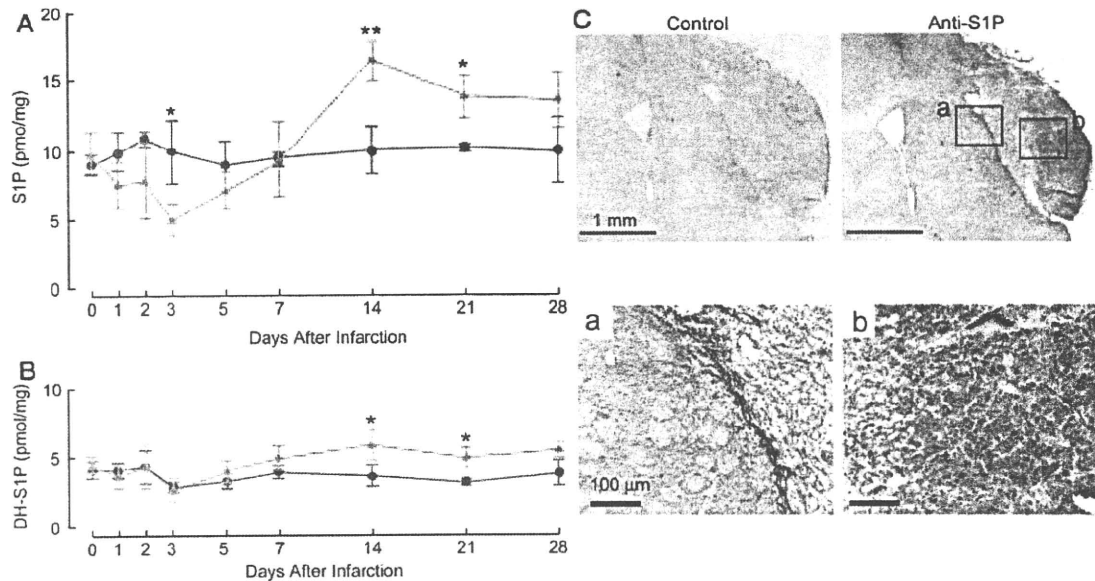 A
S1P (pmo/mg)
20
15
10
5
0
*
**
*
0 1 2 3 5 7 14 21 28
Days After Infarction
B
DH-S1P (pmol/mg)
10
5
0
*
*
0 1 2 3 5 7 14 21 28
Days After Infarction
C
Control
Anti-S1P
1 mm
a
b
a
100 μm
b